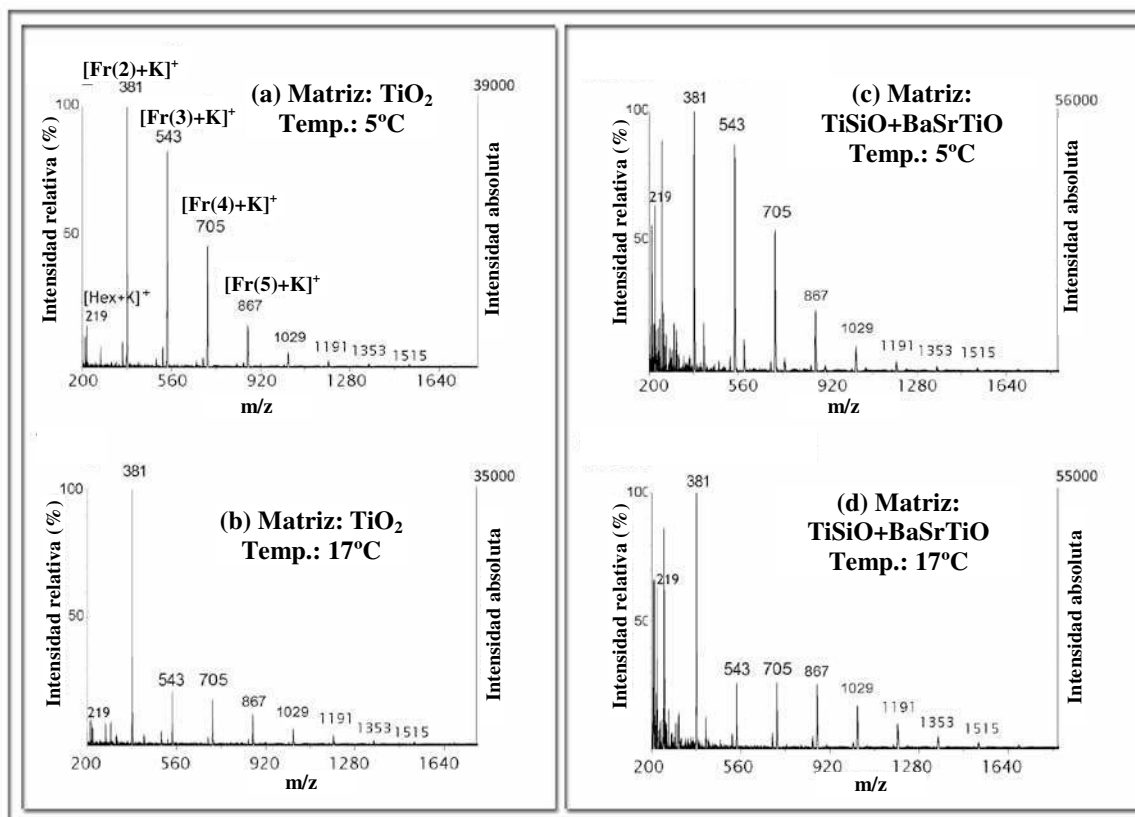 [Fr(2)+K]+
381
(a) Matriz: TiO2
Temp.: 5ºC
39000
100
[Fr(3)+K]+
543
[Fr(4)+K]+
705
50
[Fr(5)+K]+
867
[Hex+K]+
219
1029
1191
1353
1515
200
560
920
1280
1640
m/z
Intensidad relativa (%)
Intensidad absoluta
(c) Matriz:
TiSiO+BaSrTiO
Temp.: 5ºC
56000
100
381
543
219
705
50
867
1029
1191
1353
1515
200
560
920
1280
1640
m/z
Intensidad relativa (%)
Intensidad absoluta
381
35000
100
(b) Matriz: TiO2
Temp.: 17ºC
50
543
705
867
219
1029
1191
1353
1515
200
560
920
1280
1640
m/z
Intensidad relativa (%)
Intensidad absoluta
381
55000
100
(d) Matriz:
TiSiO+BaSrTiO
Temp.: 17ºC
219
50
543
705
867
1029
1191
1353
1515
200
560
920
1280
1640
m/z
Intensidad relativa (%)
Intensidad absoluta